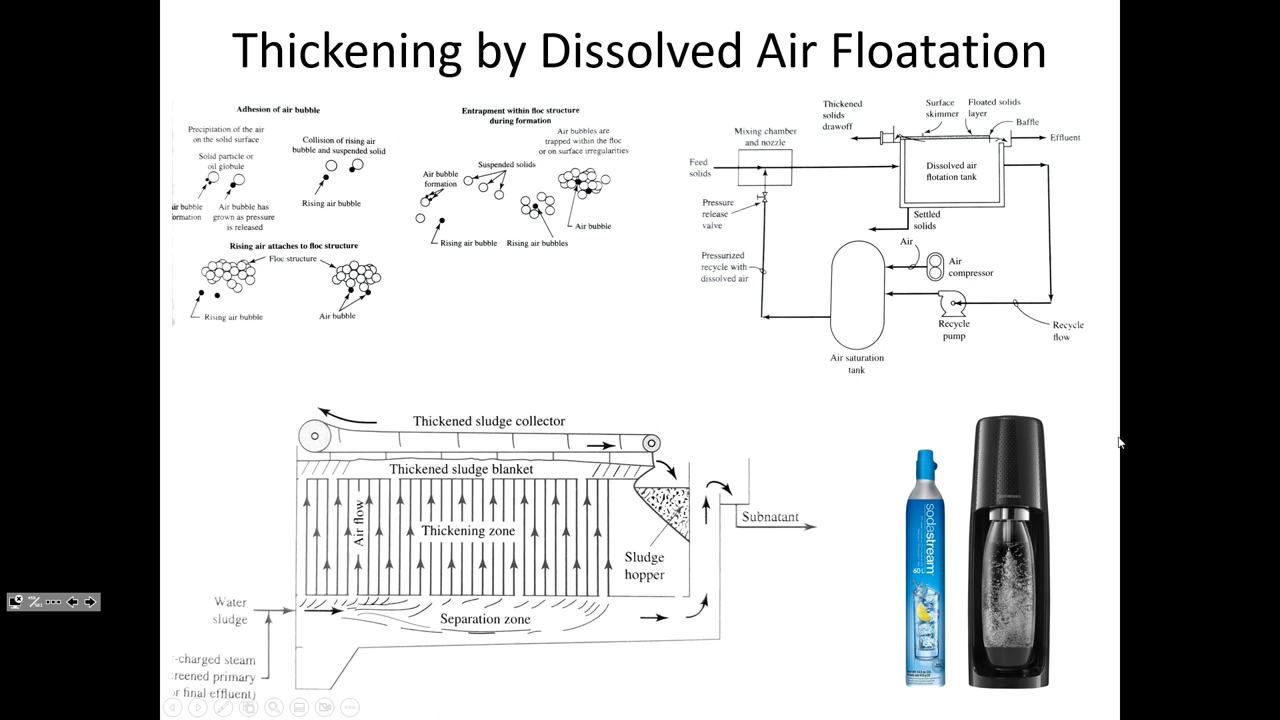 Thickening by Dissolved Air Floatation
Adhesion of air bubble
Precipitation of the air
on the solid surface
Solid particle or
oil globule
Collision of rising air
bubble and suspended solid
air bubble
formation
Air bubble has
grown as pressure
is released
Rising air bubble
Rising air attaches to floc structure
Floc structure
Rising air bubble
Air bubble
Entrapment within floc structure
during formation
Air bubbles are
trapped within the floc
or on surface irregularities
Suspended solids
Air bubble
formation
Air bubble
Rising air bubble
Rising air bubbles
Thickened
solids
drawoff
Surface
skimmer
Floated solids
layer
Baffle
Mixing chamber
and nozzle
Effluent
Feed
solids
Dissolved air
flotation tank
Pressure
release
valve
Settled
solids
Air
Air
compressor
Pressurized
recycle with
dissolved air
Recycle
pump
Recycle
flow
Air saturation
tank
Thickened sludge collector
Thickened sludge blanket
Air flow
Thickening zone
Subnatant
Sludge
hopper
Water
sludge
Separation zone
r-charged steam
creened primary
or final effluent)
sodastream
60L